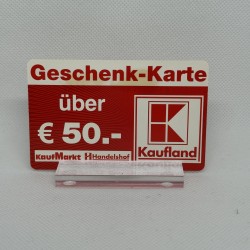 Geschenk-Karte
über
€ 50.-
Kaufland
KaufMarkt Handelshof